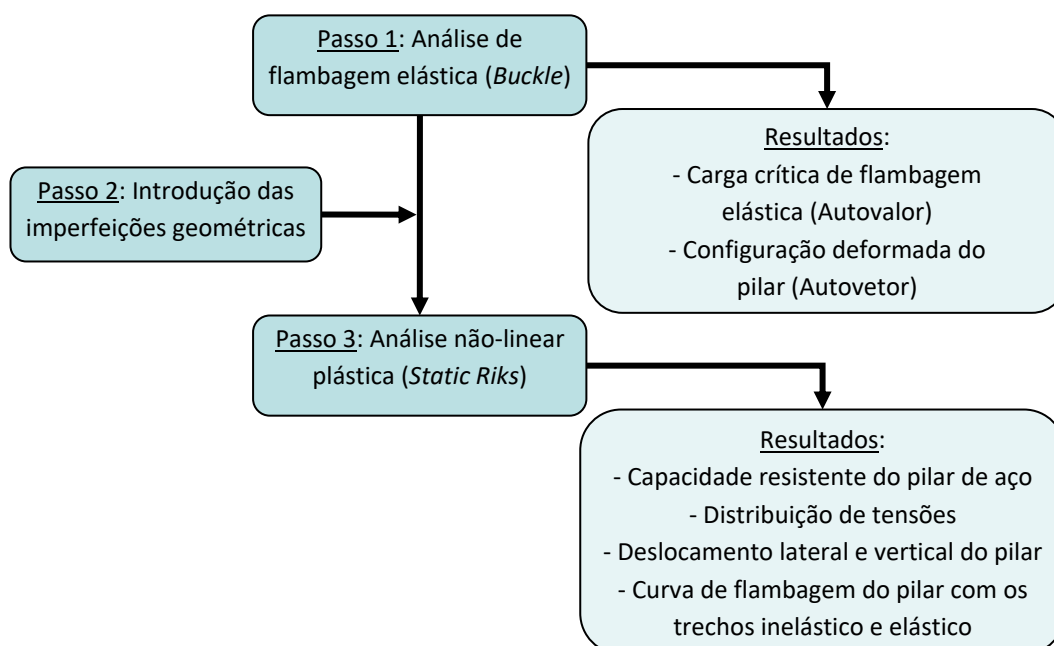 Passo 1: Análise de
flambagem elástica (Buckle)
Resultados:
- Carga crítica de flambagem
elástica (Autovalor)
- Configuração deformada do
pilar (Autovetor)
Passo 2: Introdução das
imperfeições geométricas
Passo 3: Análise não-linear
plástica (Static Riks)
Resultados:
- Capacidade resistente do pilar de aço
- Distribuição de tensões
- Deslocamento lateral e vertical do pilar
- Curva de flambagem do pilar com os
trechos inelástico e elástico